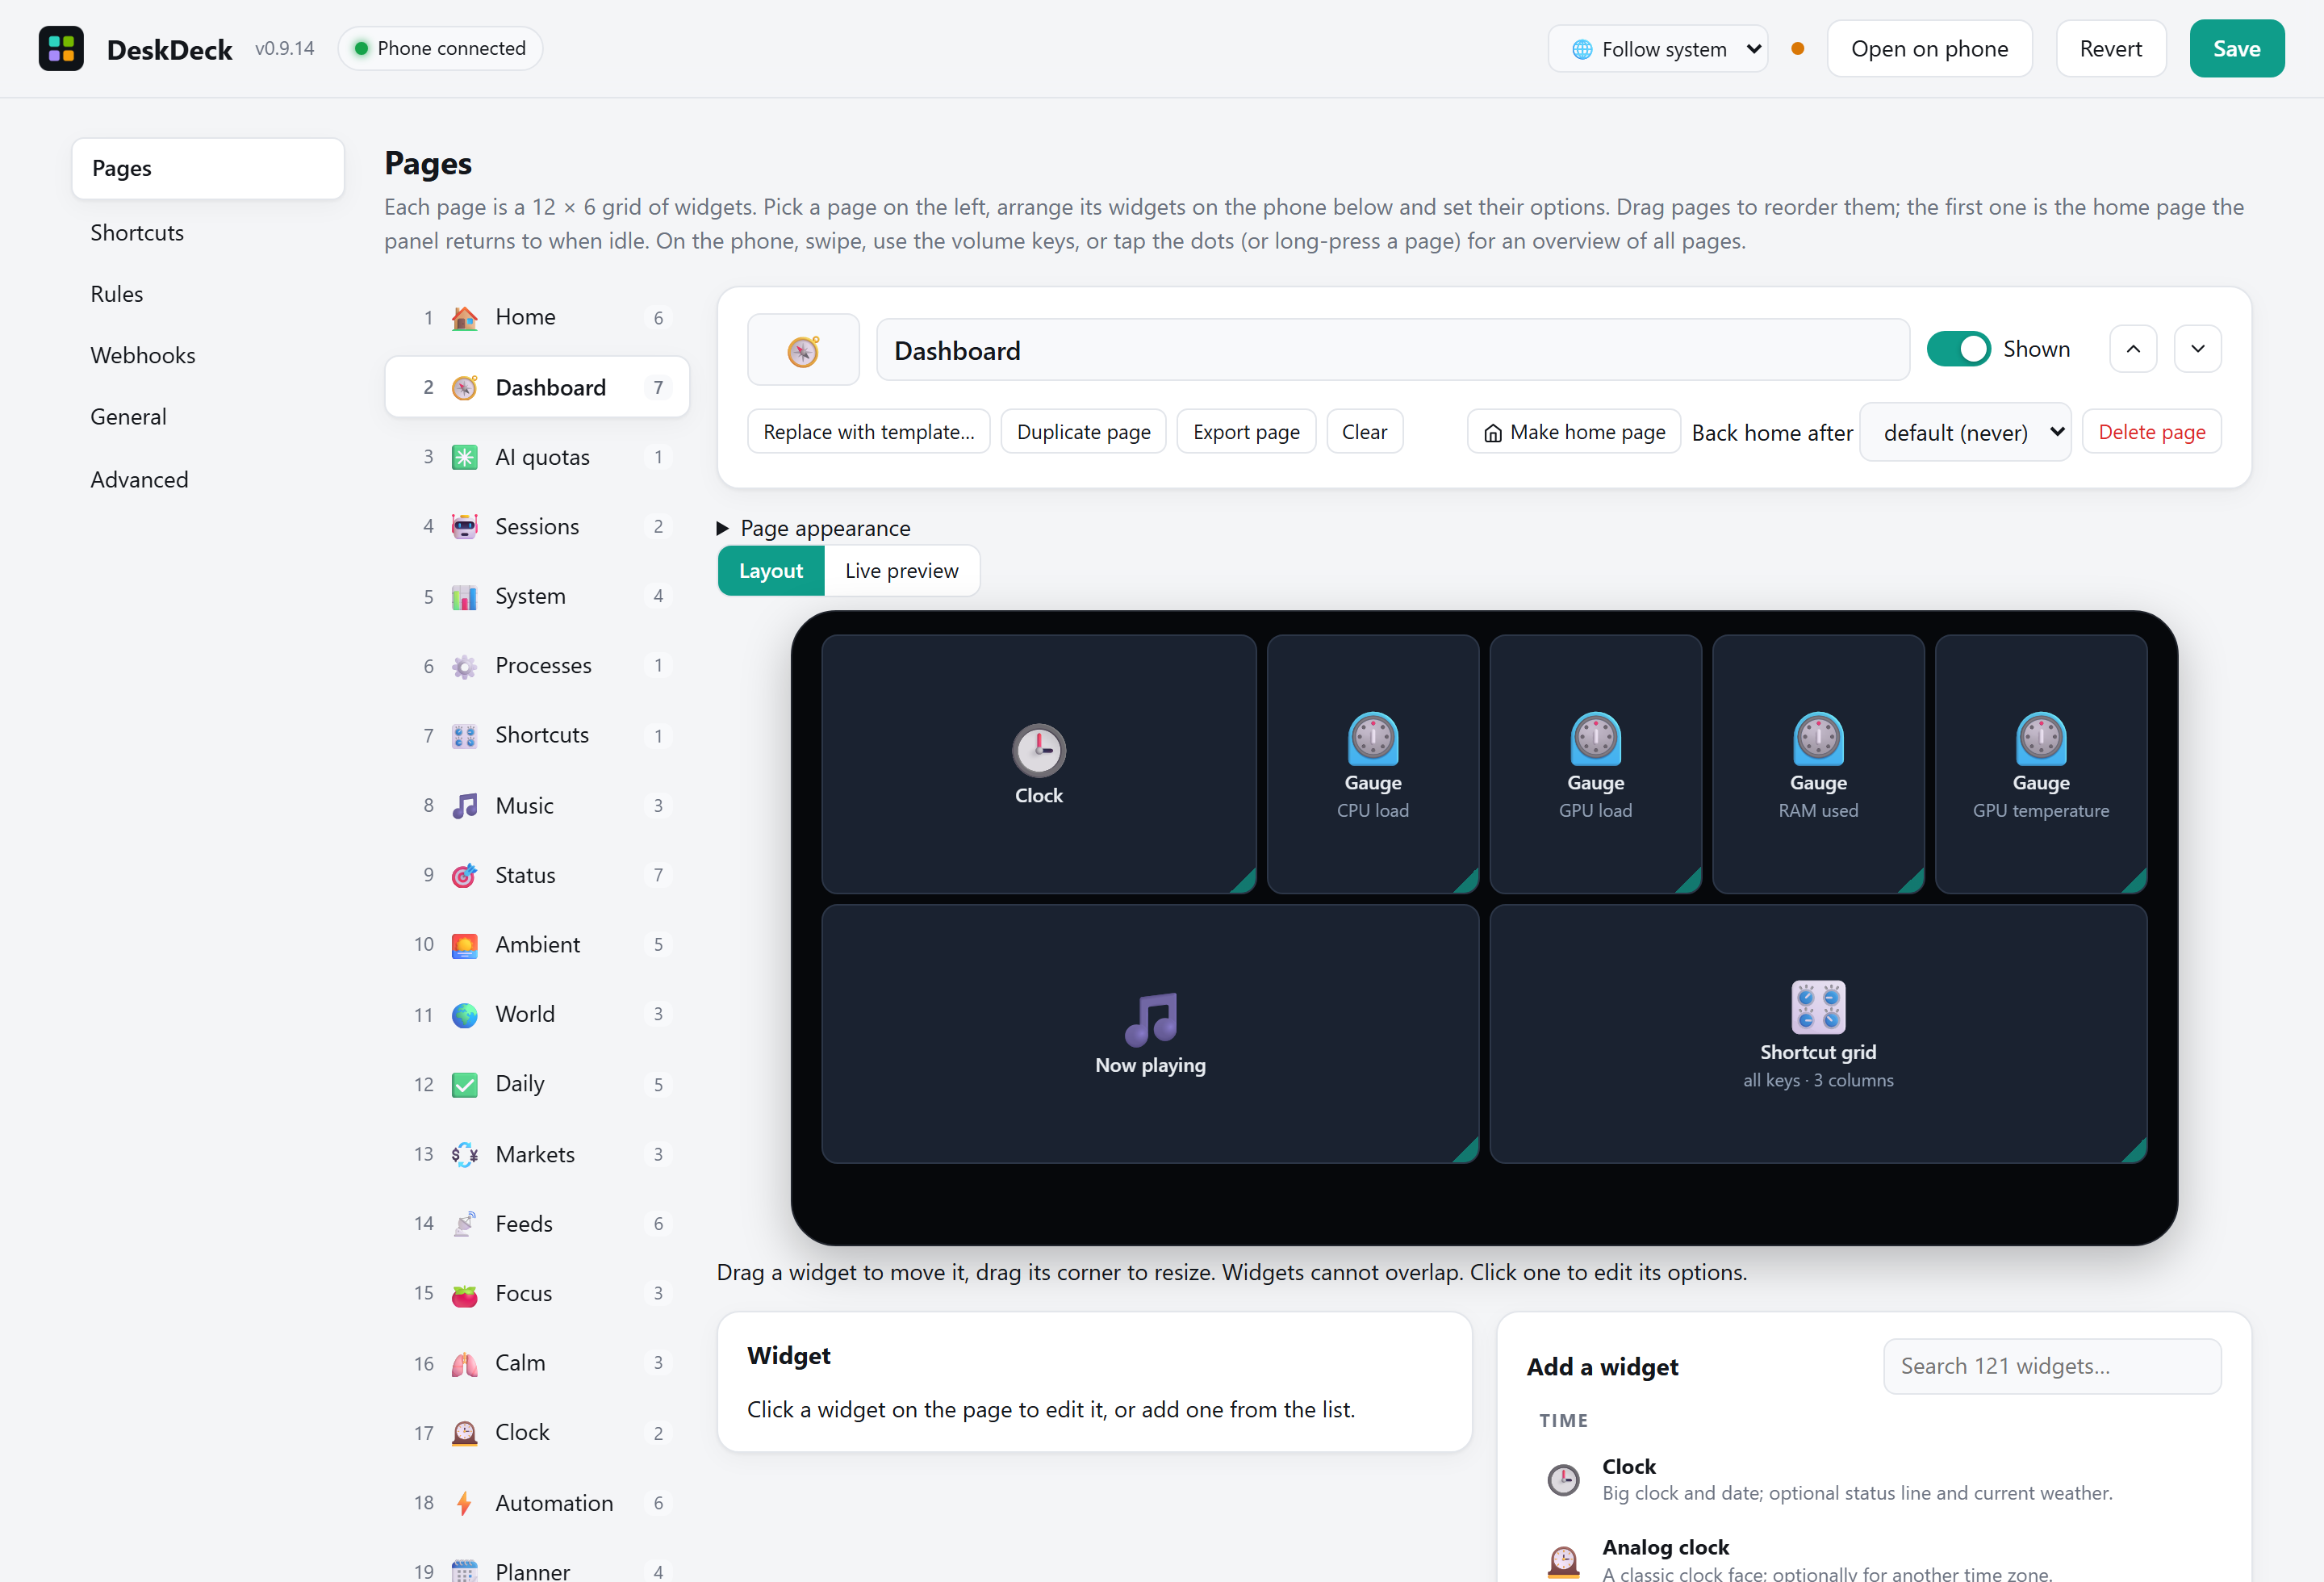 DeskDeck v0.9.14 Phone connected Follow system Open on phone Revert Save
Pages
Shortcuts
Rules
Webhooks
General
Advanced
Pages
Each page is a 12 × 6 grid of widgets. Pick a page on the left, arrange its widgets on the phone below and set their options. Drag pages to reorder them; the first one is the home page the
panel returns to when idle. On the phone, swipe, use the volume keys, or tap the dots (or long-press a page) for an overview of all pages.
1 Home 6
2 Dashboard 7
3 AI quotas 1
4 Sessions 2
5 System 4
6 Processes 1
7 Shortcuts 1
8 Music 3
9 Status 7
10 Ambient 5
11 World 3
12 Daily 5
13 Markets 3
14 Feeds 6
15 Focus 3
16 Calm 3
17 Clock 2
18 Automation 6
19 Planner 4
Dashboard Shown
Replace with template... Duplicate page Export page Clear Make home page Back home after default (never) Delete page
Page appearance
Layout Live preview
Clock
Gauge
CPU load
Gauge
GPU load
Gauge
RAM used
Gauge
GPU temperature
Now playing
Shortcut grid
all keys · 3 columns
Drag a widget to move it, drag its corner to resize. Widgets cannot overlap. Click one to edit its options.
Widget
Click a widget on the page to edit it, or add one from the list.
Add a widget Search 121 widgets...
TIME
Clock
Big clock and date; optional status line and current weather.
Analog clock
A classic clock face; optionally for another time zone.